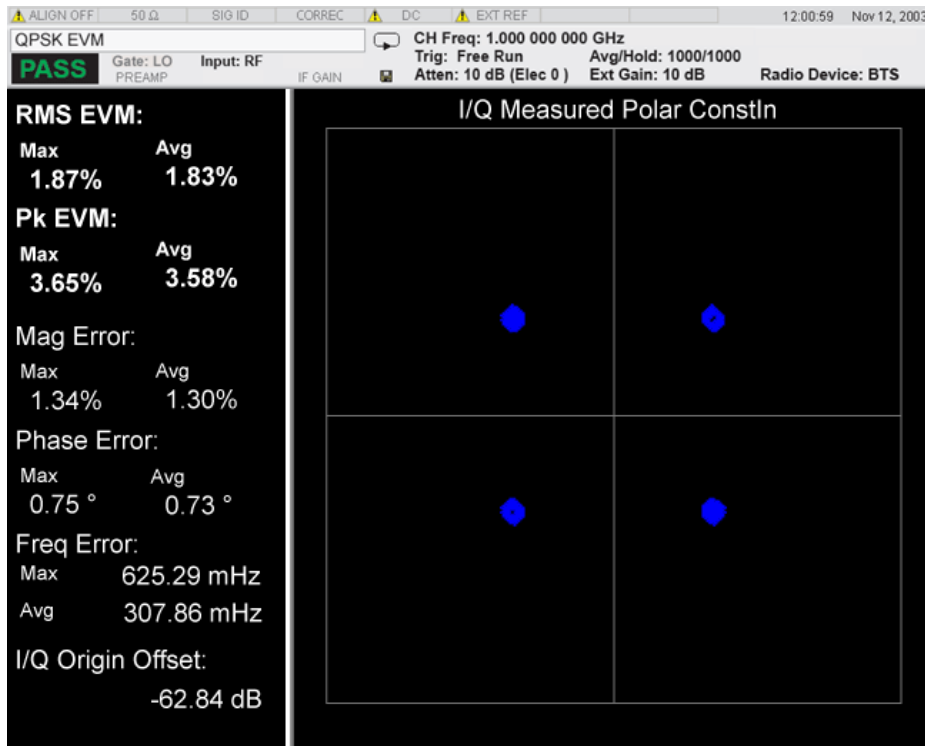 ALIGN OFF 50 Ω SIG ID CORREC DC EXT REF 12:00:59 Nov 12, 2003
QPSK EVM
CH Freq: 1.000 000 000 GHz
PASS Gate: LO Input: RF Trig: Free Run Avg/Hold: 1000/1000
PREAMP IF GAIN Atten: 10 dB (Elec 0 ) Ext Gain: 10 dB Radio Device: BTS
I/Q Measured Polar Constln
RMS EVM:
Max Avg
1.87% 1.83%
Pk EVM:
Max Avg
3.65% 3.58%
Mag Error:
Max Avg
1.34% 1.30%
Phase Error:
Max Avg
0.75 ° 0.73 °
Freq Error:
Max 625.29 mHz
Avg 307.86 mHz
I/Q Origin Offset:
-62.84 dB